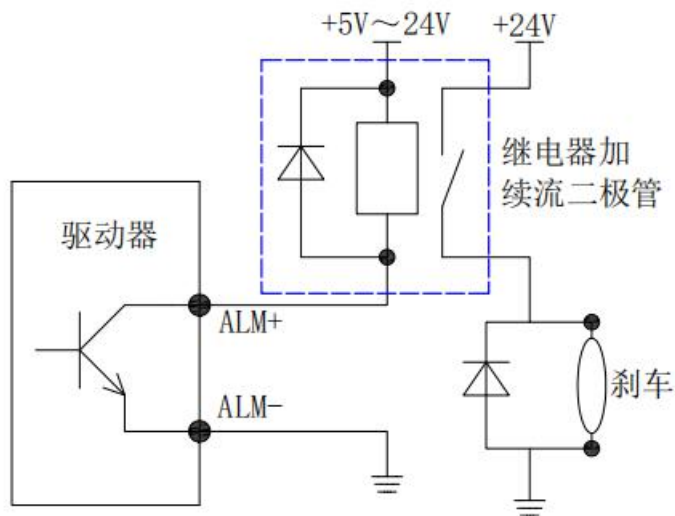 +5V～24V
+24V
继电器加
续流二极管
驱动器
ALM+
刹车
ALM-